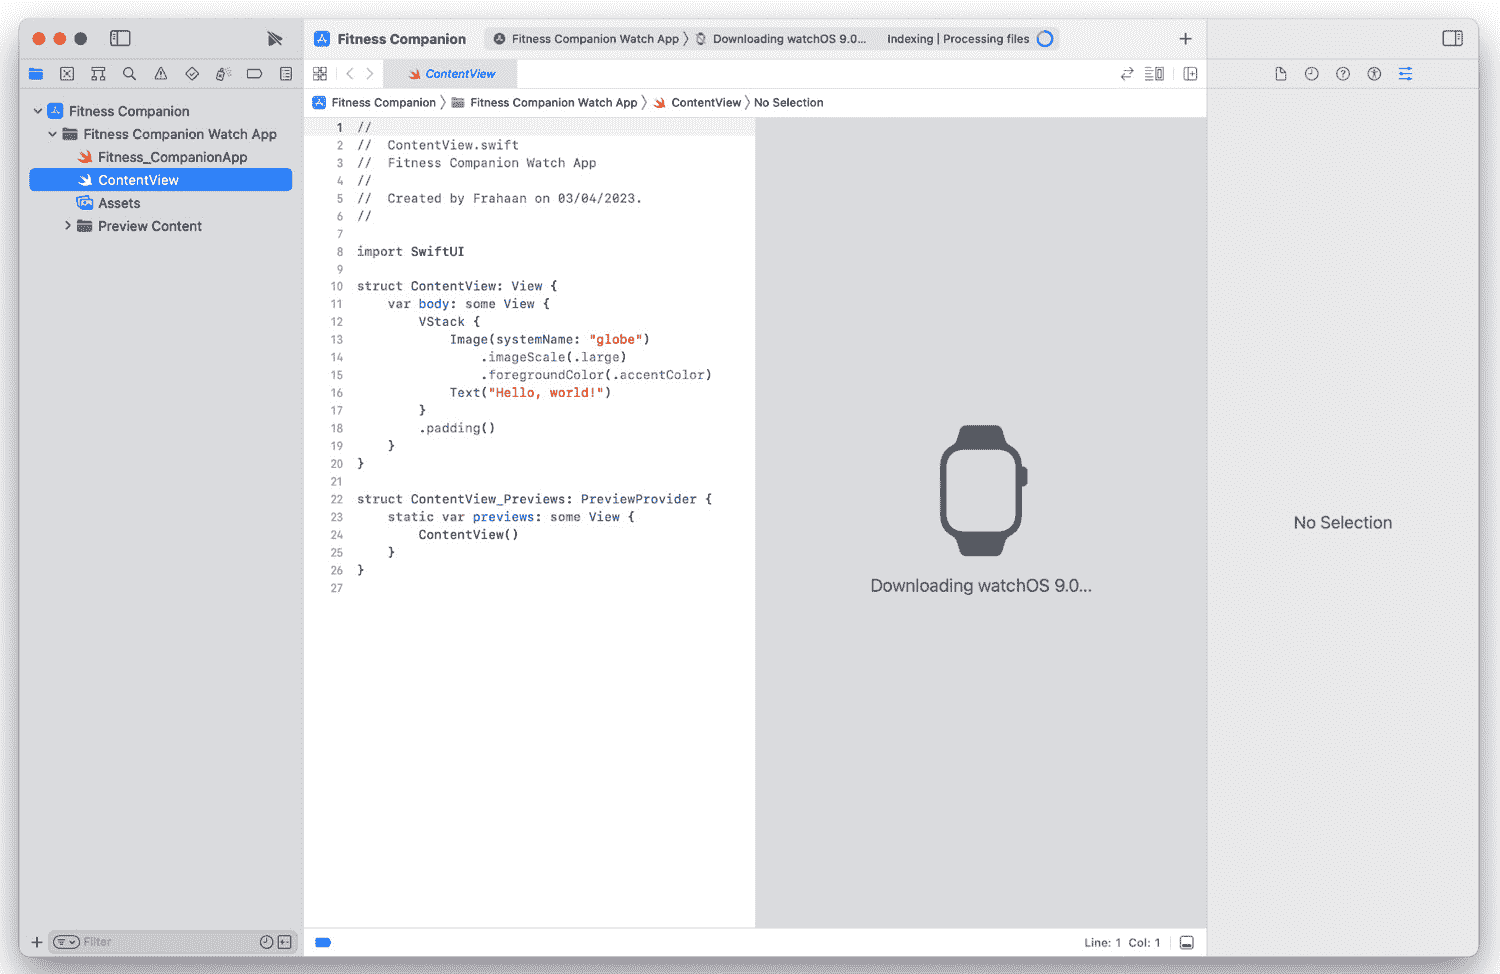 Fitness Companion
Fitness Companion Watch App
Downloading watchOS 9.0...
Indexing | Processing files
ContentView
Fitness Companion
Fitness Companion Watch App
ContentView
No Selection
Fitness Companion
Fitness Companion Watch App
Fitness_CompanionApp
ContentView
Assets
Preview Content
1 //
2 //  ContentView.swift
3 //  Fitness Companion Watch App
4 //
5 //  Created by Frahaan on 03/04/2023.
6 //
7
8 import SwiftUI
9
10 struct ContentView: View {
11     var body: some View {
12         VStack {
13             Image(systemName: "globe")
14                 .imageScale(.large)
15                 .foregroundColor(.accentColor)
16             Text("Hello, world!")
17         }
18         .padding()
19     }
20 }
21
22 struct ContentView_Previews: PreviewProvider {
23     static var previews: some View {
24         ContentView()
25     }
26 }
27
Downloading watchOS 9.0...
No Selection
Filter
Line: 1 Col: 1